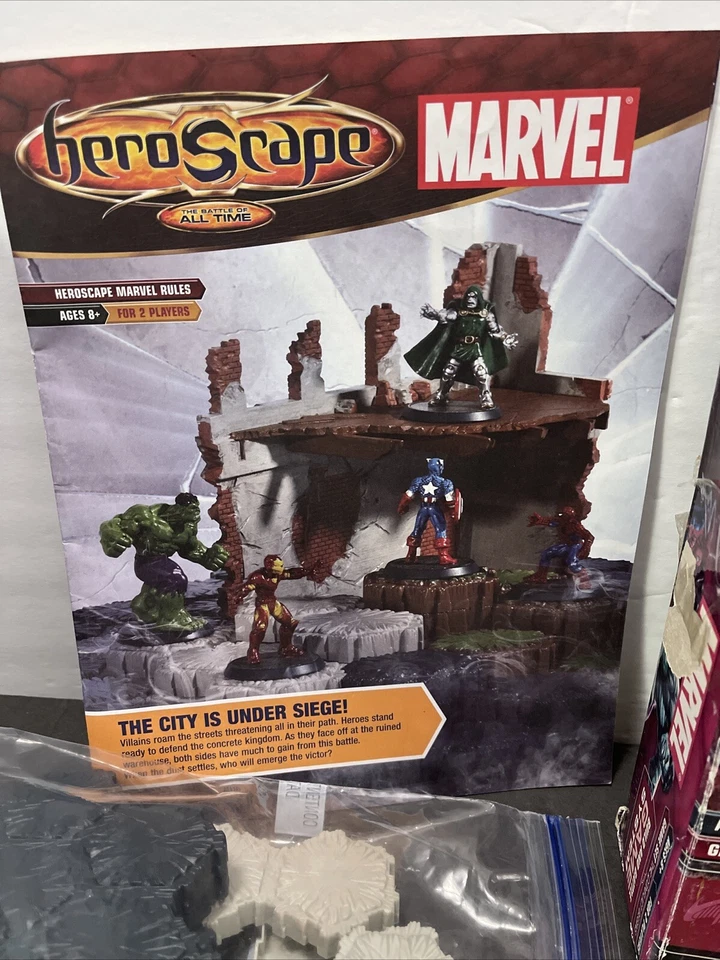 heroScape®
MARVEL®
THE BATTLE OF
ALL TIME™
HEROSCAPE MARVEL RULES
AGES 8+ FOR 2 PLAYERS
THE CITY IS UNDER SIEGE!
Villains roam the streets threatening all in their path. Heroes stand
ready to defend the concrete kingdom. As they face off at the ruined
warehouse, both sides have much to gain from this battle.
When the dust settles, who will emerge the victor?
MARVEL